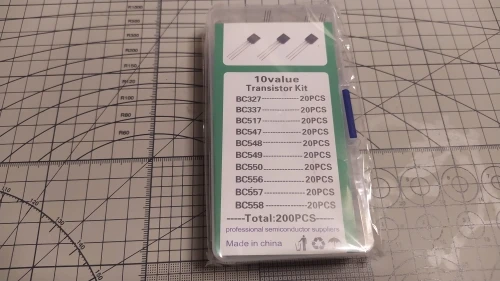 10value
Transistor Kit
BC327--------------20PCS
BC337--------------20PCS
BC517--------------20PCS
BC547--------------20PCS
BC548--------------20PCS
BC549--------------20PCS
BC550--------------20PCS
BC556--------------20PCS
BC557--------------20PCS
BC558--------------20PCS
-----Total:200PCS-----
professional semiconductor suppliers
Made in china